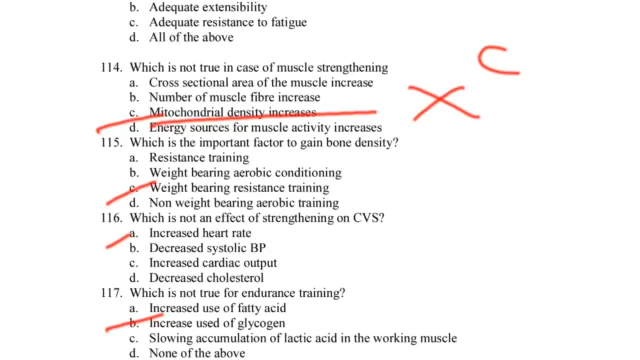 b. Adequate extensibility
c. Adequate resistance to fatigue
d. All of the above
114. Which is not true in case of muscle strengthening
a. Cross sectional area of the muscle increase
b. Number of muscle fibre increase
c. Mitochondrial density increases
d. Energy sources for muscle activity increases
115. Which is the important factor to gain bone density?
a. Resistance training
b. Weight bearing aerobic conditioning
c. Weight bearing resistance training
d. Non weight bearing aerobic training
116. Which is not an effect of strengthening on CVS?
a. Increased heart rate
b. Decreased systolic BP
c. Increased cardiac output
d. Decreased cholesterol
117. Which is not true for endurance training?
a. Increased use of fatty acid
b. Increase used of glycogen
c. Slowing accumulation of lactic acid in the working muscle
d. None of the above
C